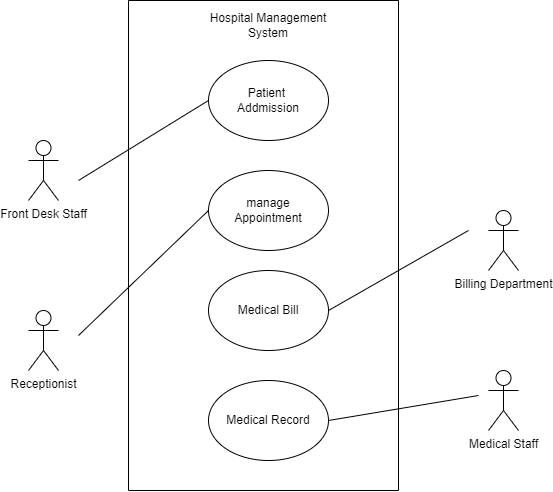 Hospital Management
System
Patient
Addmission
Front Desk Staff
manage
Appointment
Billing Department
Medical Bill
Receptionist
Medical Record
Medical Staff